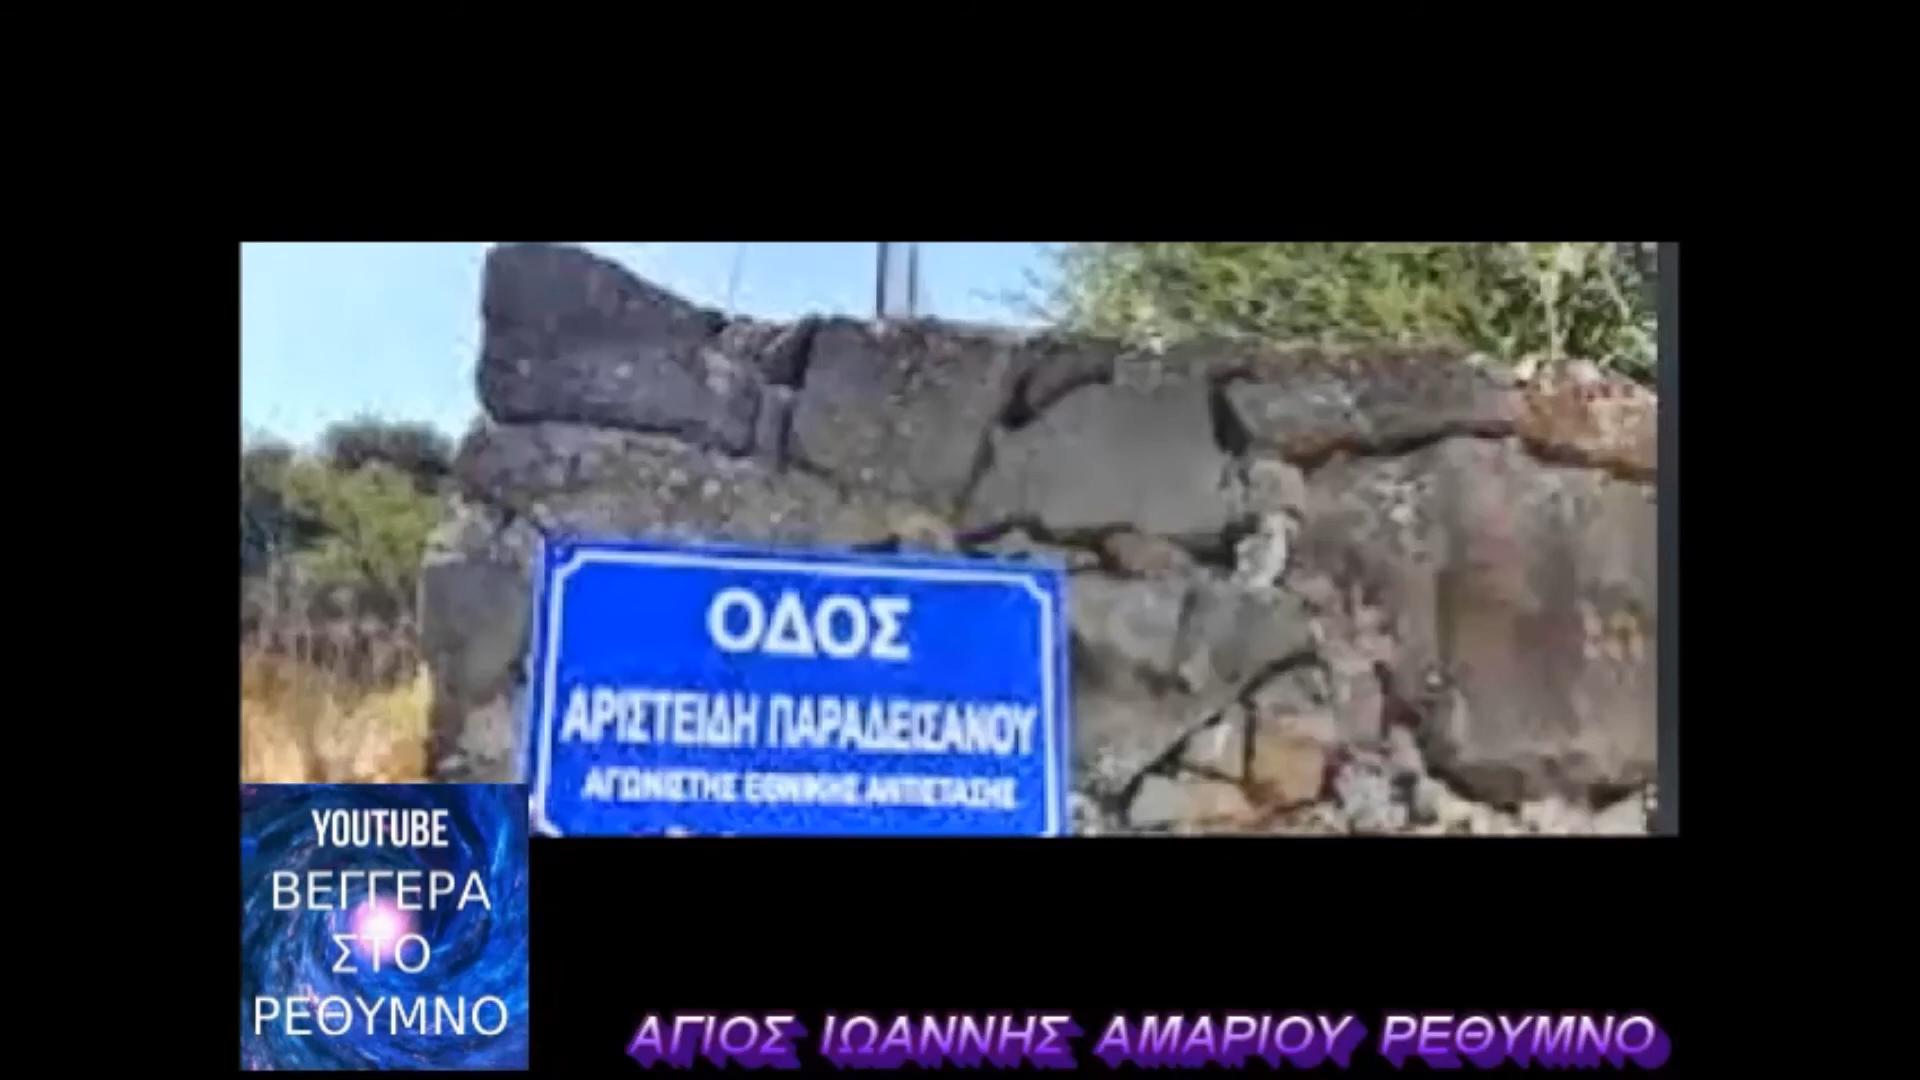 ΟΔΟΣ
ΑΡΙΣΤΕΙΔΗ ΠΑΡΑΔΕΙΣΑΝΟΥ
ΑΓΩΝΙΣΤΗΣ ΕΘΝΙΚΗΣ ΑΝΤΙΣΤΑΣΗΣ
YOUTUBE
ΒΕΓΓΕΡΑ
ΣΤΟ
ΡΕΘΥΜΝΟ
ΑΓΙΟΣ ΙΩΑΝΝΗΣ ΑΜΑΡΙΟΥ ΡΕΘΥΜΝΟ